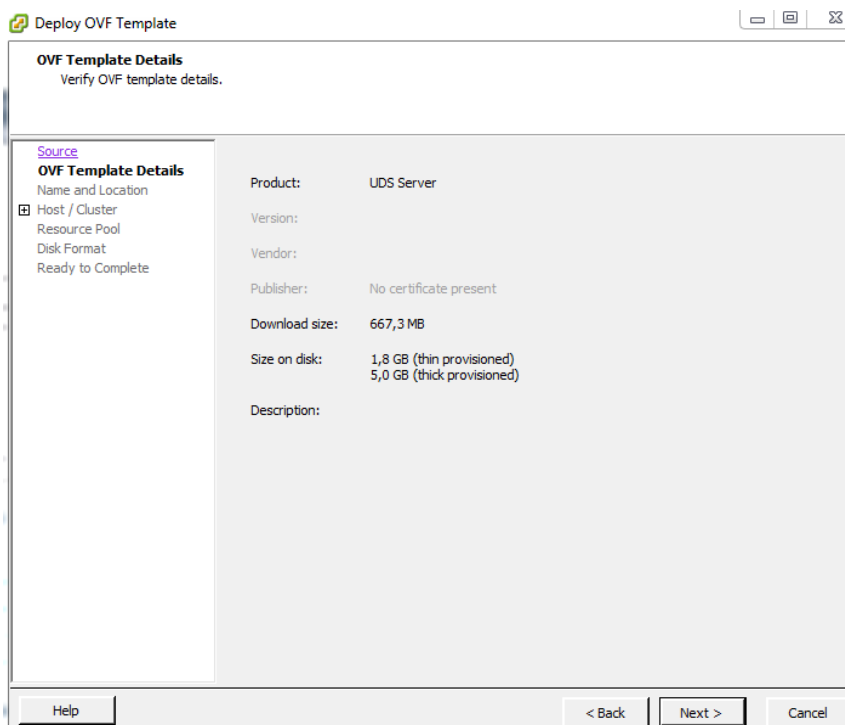 Deploy OVF Template
OVF Template Details
Verify OVF template details.
Source
OVF Template Details
Name and Location
Host / Cluster
Resource Pool
Disk Format
Ready to Complete
Product: UDS Server
Version:
Vendor:
Publisher: No certificate present
Download size: 667,3 MB
Size on disk: 1,8 GB (thin provisioned)
5,0 GB (thick provisioned)
Description:
Help
< Back
Next >
Cancel